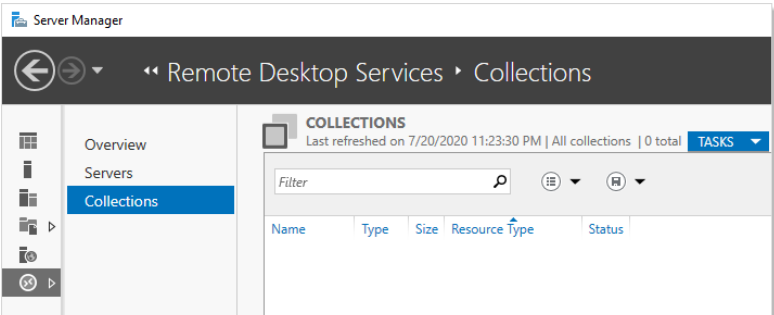 Server Manager
Remote Desktop Services • Collections
COLLECTIONS
Last refreshed on 7/20/2020 11:23:30 PM | All collections | 0 total
TASKS
Overview
Servers
Collections
Filter
Name Type Size Resource Type Status